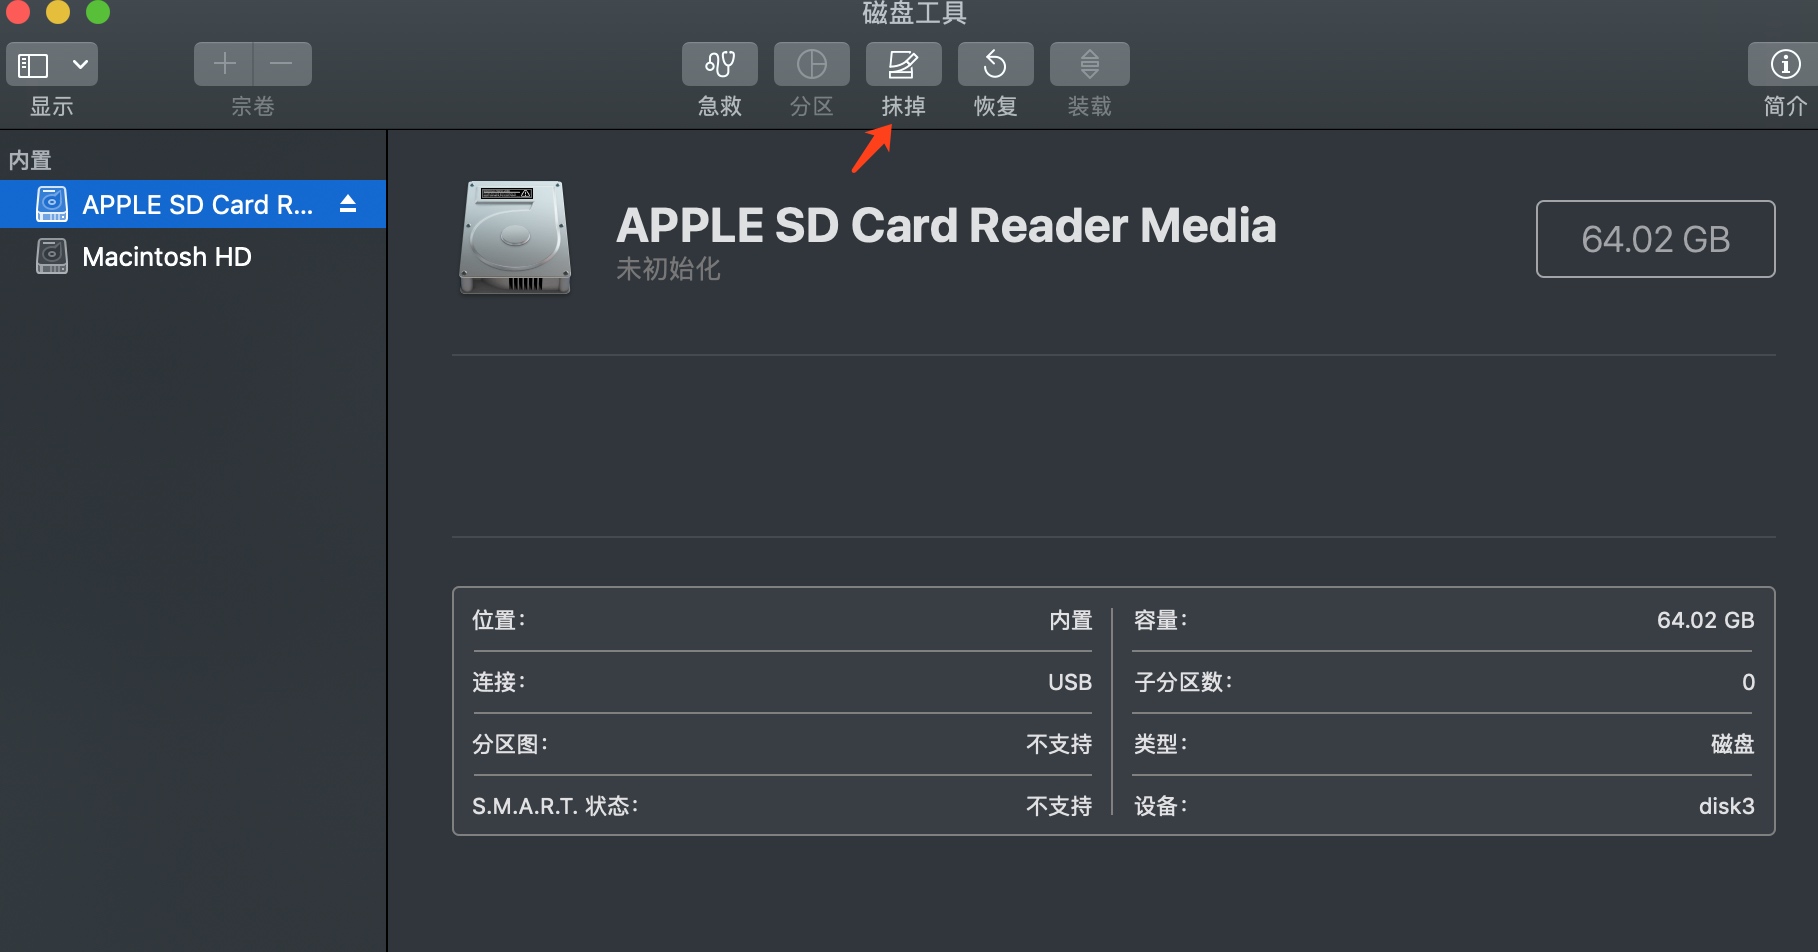 磁盘工具
显示
宗卷
急救
分区
抹掉
恢复
装载
简介
内置
APPLE SD Card R...
Macintosh HD
APPLE SD Card Reader Media
未初始化
64.02 GB
位置： 内置
容量： 64.02 GB
连接： USB
子分区数： 0
分区图： 不支持
类型： 磁盘
S.M.A.R.T. 状态： 不支持
设备： disk3